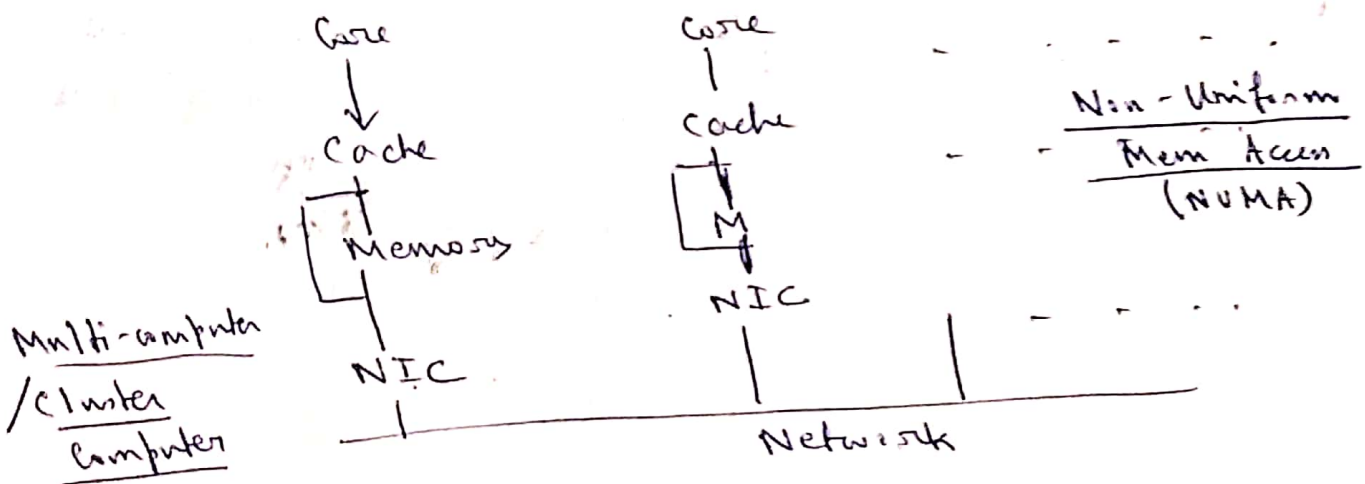 Core
Core
Cache
Cache
Non-Uniform
Mem Access
(NUMA)
Memory
M
NIC
Multi-computer
/Cluster
Computer
NIC
Network